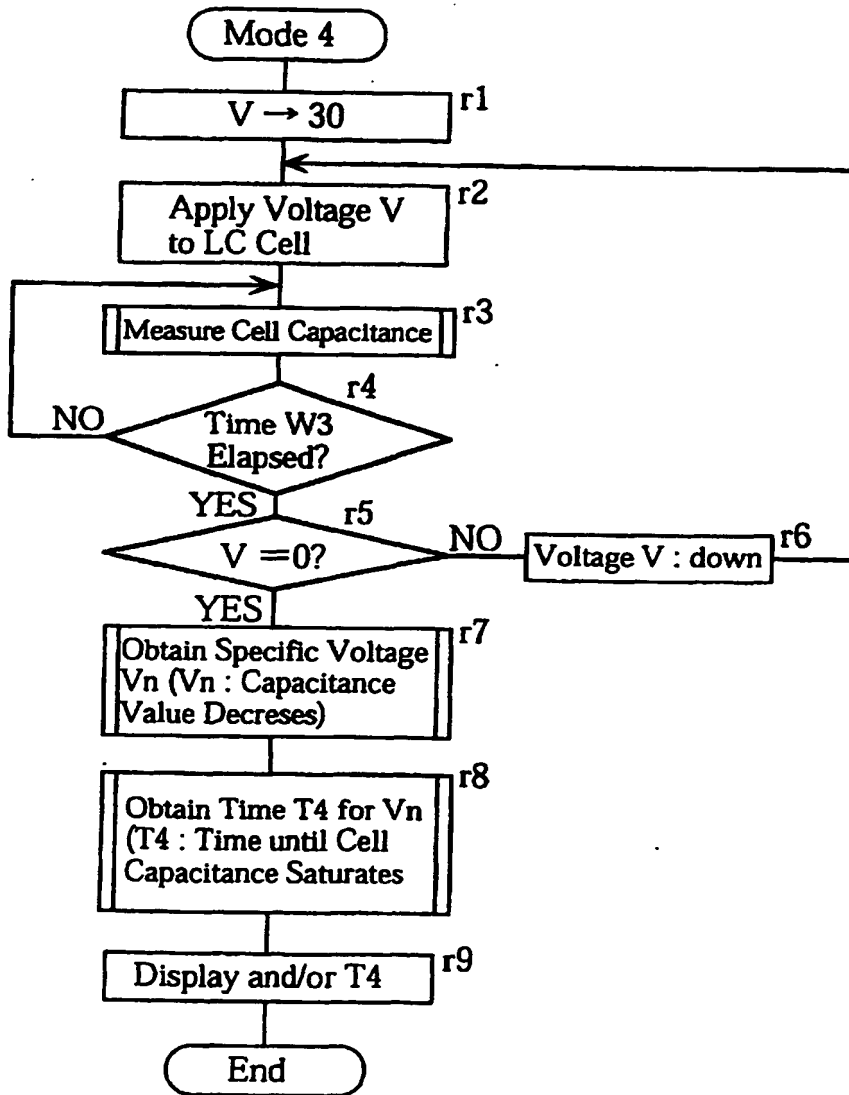 Mode 4
V → 30
r1
Apply Voltage V
to LC Cell
r2
Measure Cell Capacitance
r3
r4
NO
Time W3
Elapsed?
YES
r5
V =0?
NO
Voltage V : down
r6
YES
r7
Obtain Specific Voltage
Vn (Vn : Capacitance
Value Decreses)
r8
Obtain Time T4 for Vn
(T4 : Time until Cell
Capacitance Saturates
Display and/or T4
r9
End